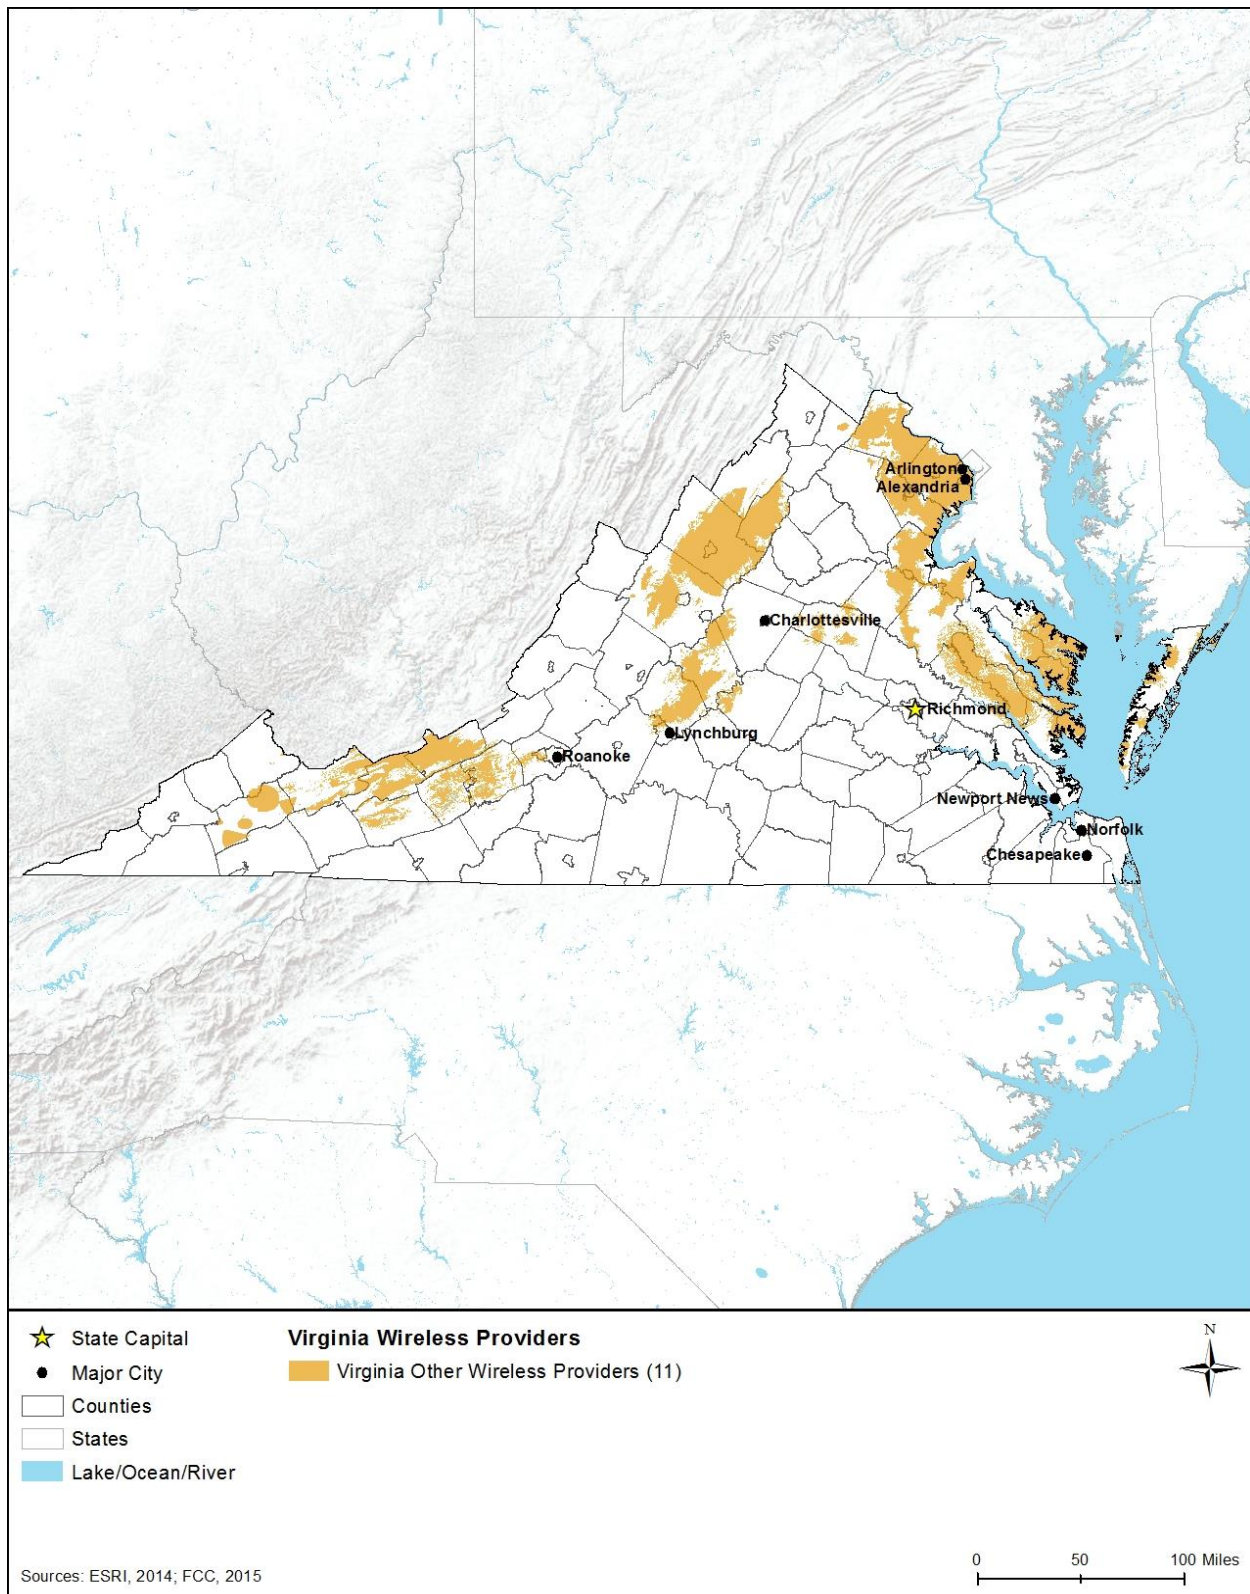 Arlington
Alexandria
Charlottesville
Richmond
Lynchburg
Roanoke
Newport News
Norfolk
Chesapeake
State Capital
Major City
Counties
States
Lake/Ocean/River
Virginia Wireless Providers
Virginia Other Wireless Providers (11)
N
Sources: ESRI, 2014; FCC, 2015
0 50 100 Miles